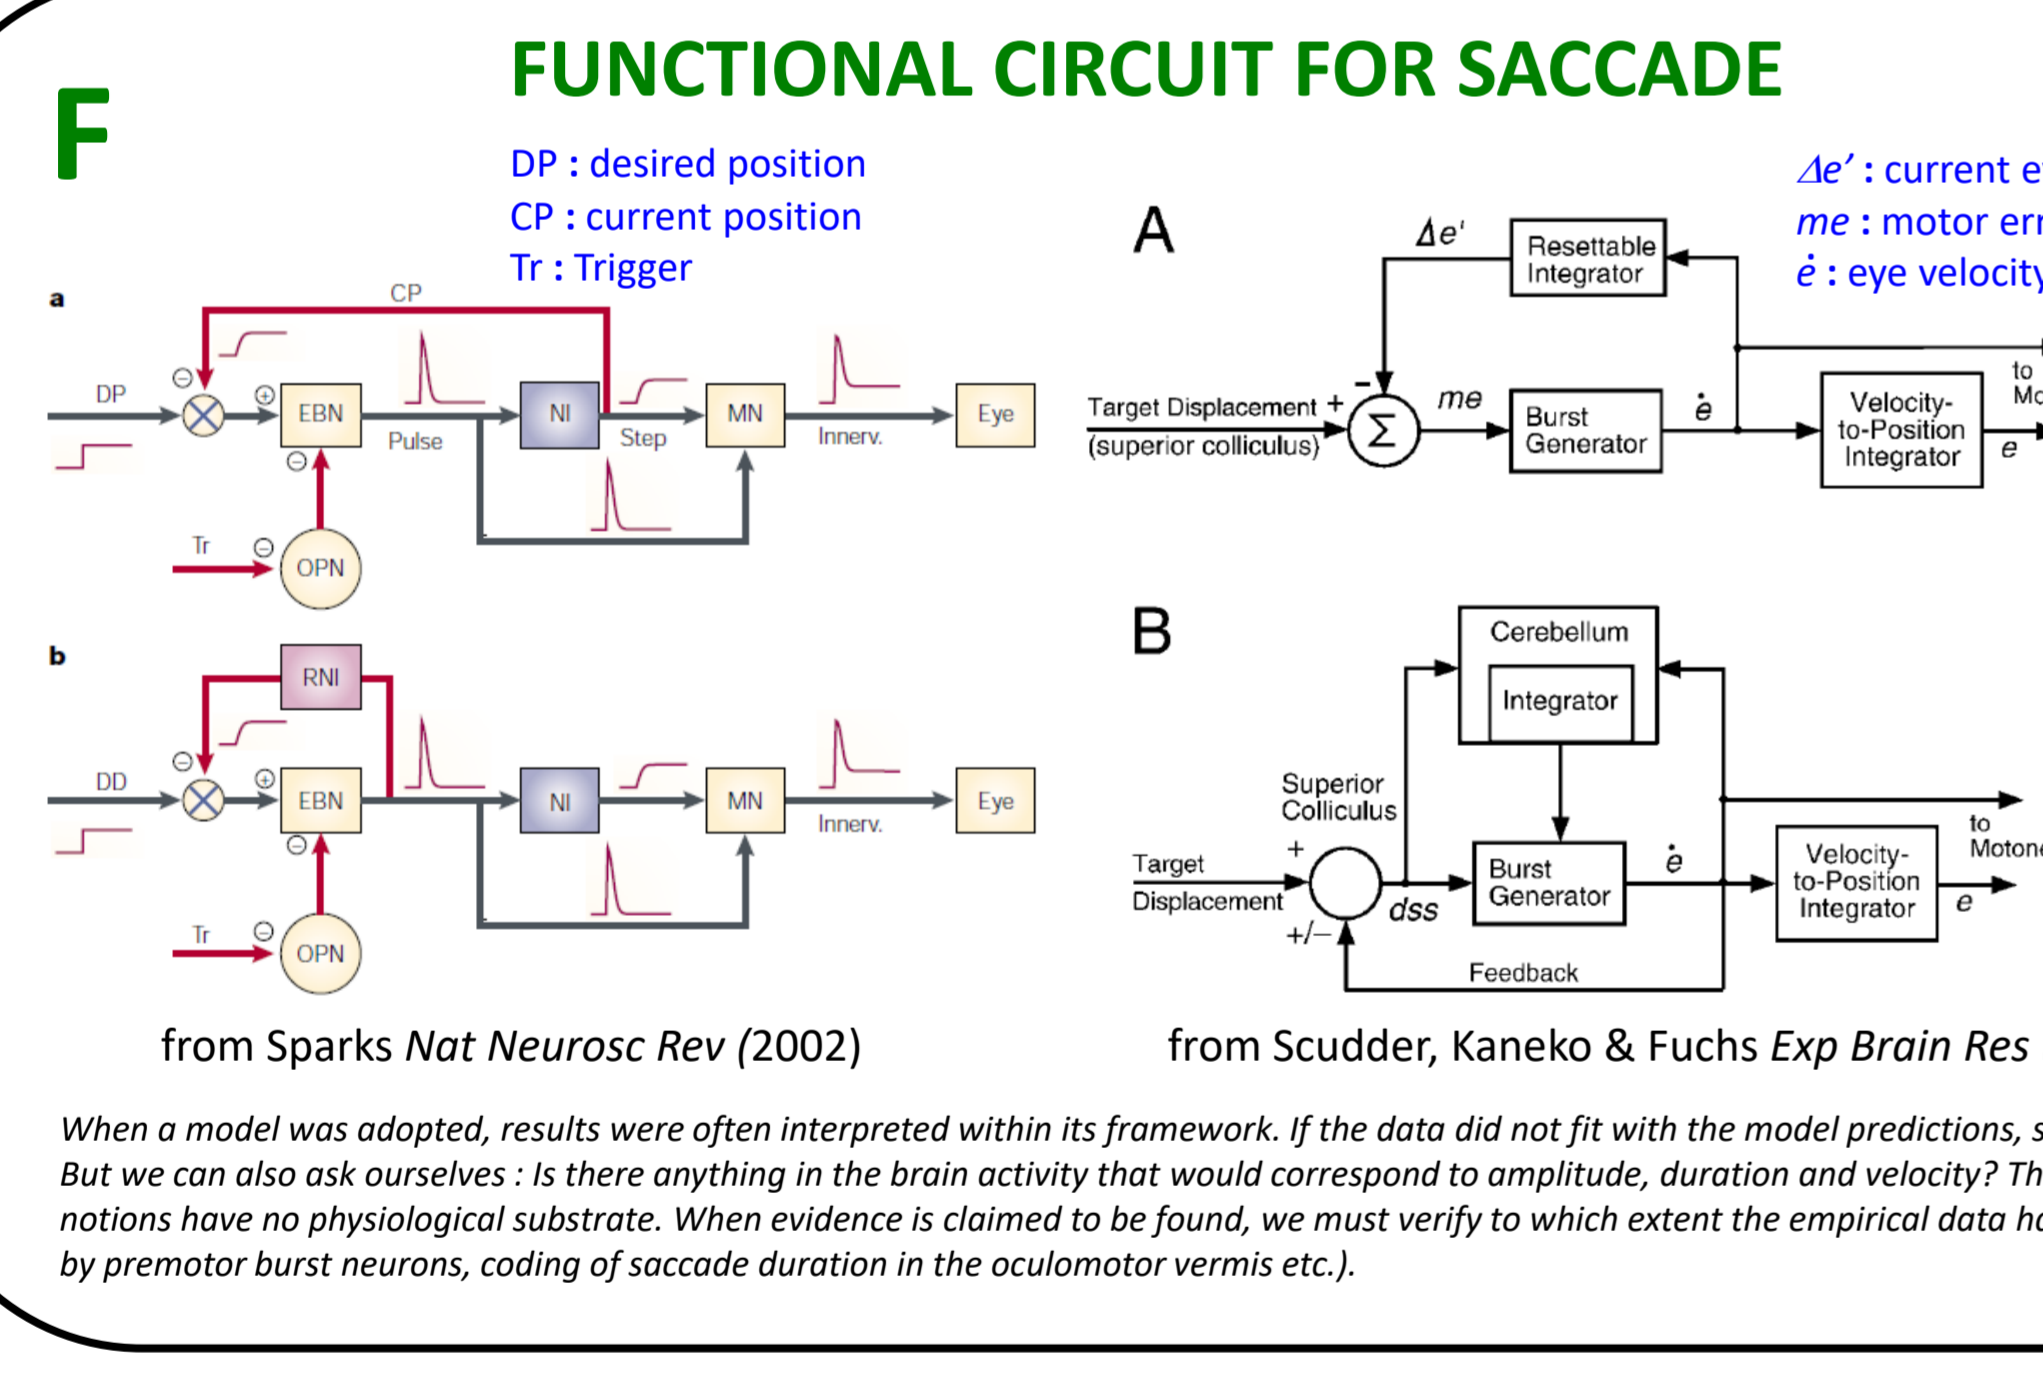 FUNCTIONAL CIRCUIT FOR SACCADE
F
DP : desired position
CP : current position
Tr : Trigger
a
CP
DP
EBN
Pulse
NI
Step
MN
Innerv.
Eye
Tr
OPN
b
RNI
DD
EBN
NI
MN
Innerv.
Eye
Tr
OPN
from Sparks Nat Neurosc Rev (2002)
Δe' : current
me : motor
ė : eye velocity
A
Δe'
Resettable
Integrator
Target Displacement +
(superior colliculus)
−
Σ
me
Burst
Generator
ė
Velocity-
to-Position
Integrator
to
e
B
Cerebellum
Integrator
Superior
Colliculus
+
Target
Displacement
+/−
dss
Burst
Generator
ė
Velocity-
to-Position
Integrator
to
e
Feedback
from Scudder, Kaneko & Fuchs Exp Brain Res
When a model was adopted, results were often interpreted within its framework. If the data did not fit with the model predictions,
But we can also ask ourselves : Is there anything in the brain activity that would correspond to amplitude, duration and velocity?
notions have no physiological substrate. When evidence is claimed to be found, we must verify to which extent the empirical data
by premotor burst neurons, coding of saccade duration in the oculomotor vermis etc.).